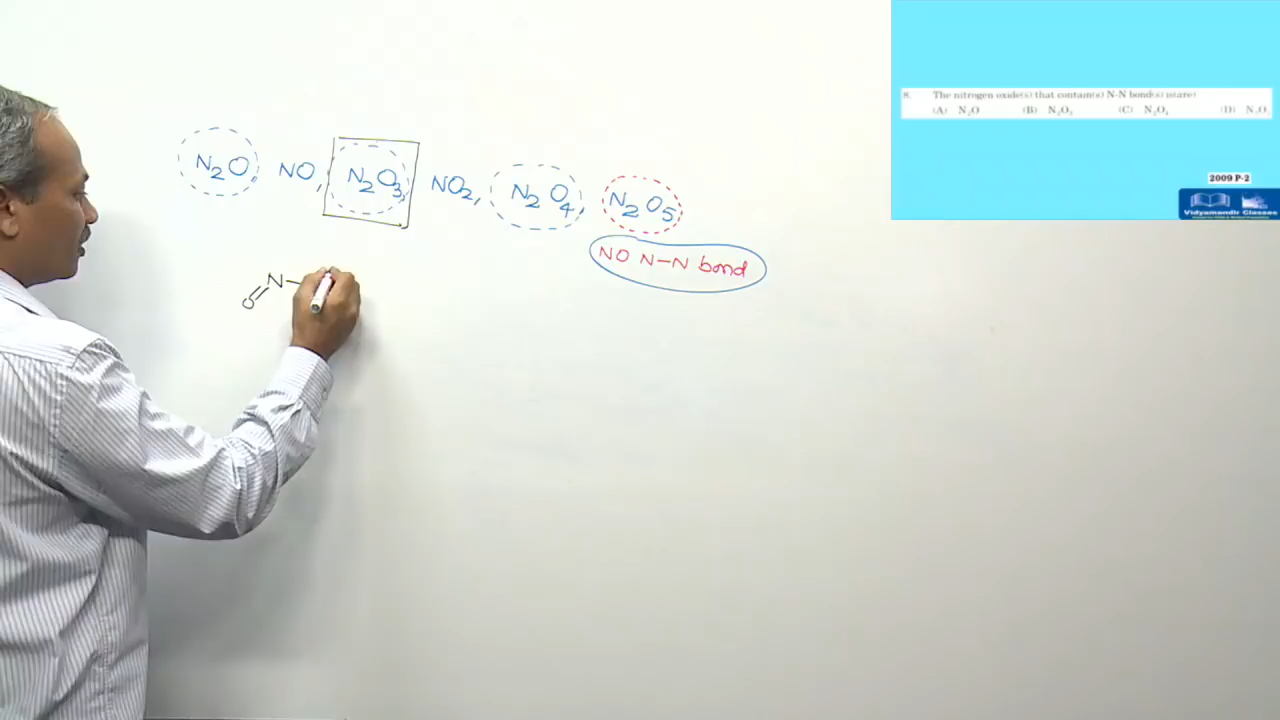 N₂O, NO, N₂O₃, NO₂, N₂O₄, N₂O₅
NO N-N bond
O=N-
8. The nitrogen oxide(s) that contain(s) N-N bond(s) is(are)
(A) N₂O (B) N₂O₃ (C) N₂O₄ (D)
2009 P-2
Vidyamandir Classes